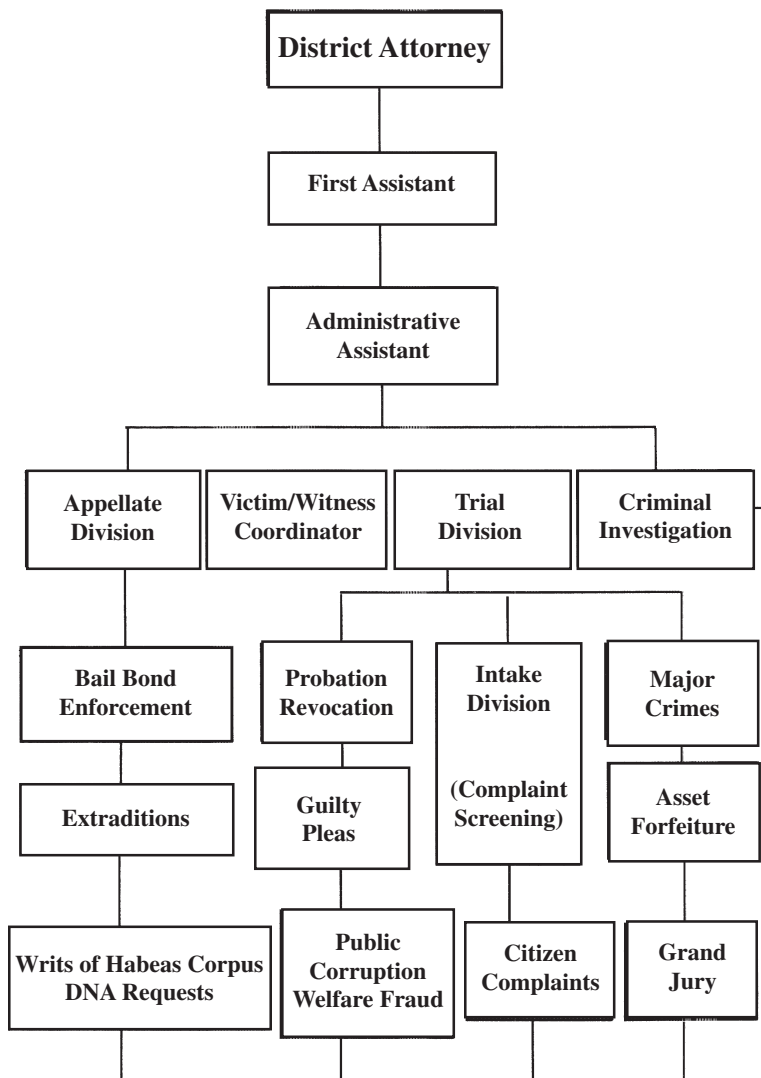 District Attorney
First Assistant
Administrative
Assistant
Appellate
Division
Victim/Witness
Coordinator
Trial
Division
Criminal
Investigation
Bail Bond
Enforcement
Probation
Revocation
Intake
Division
(Complaint
Screening)
Major
Crimes
Extraditions
Guilty
Pleas
Asset
Forfeiture
Writs of Habeas Corpus
DNA Requests
Public
Corruption
Welfare Fraud
Citizen
Complaints
Grand
Jury